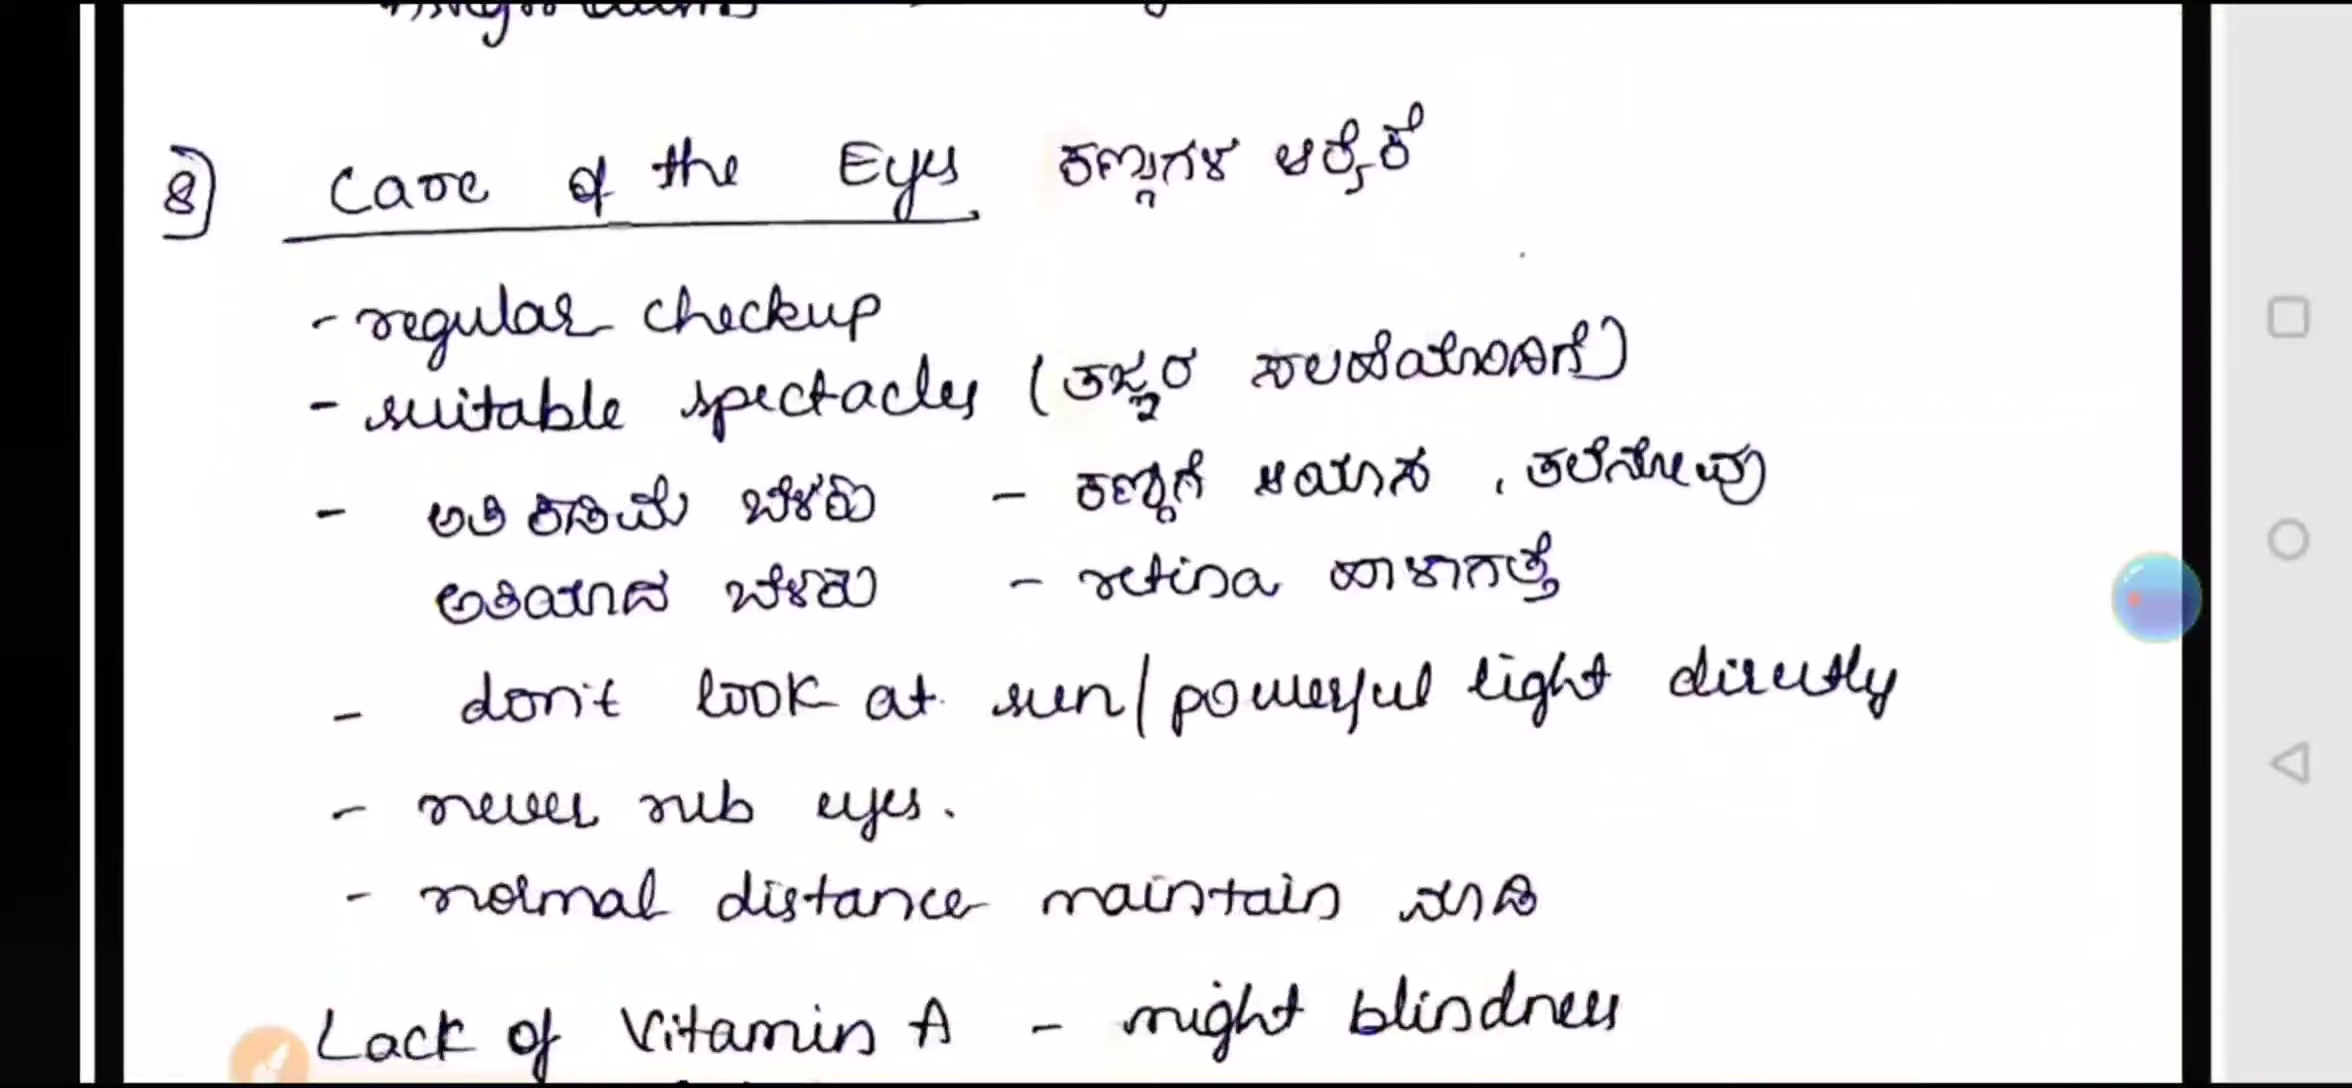 8) Care of the Eyes ಕಣ್ಣುಗಳ ಆರೈಕೆ
- regular checkup
- suitable spectacles (ತಜ್ಞರ ಸಲಹೆಯೊಂದಿಗೆ)
- ಅತಿ ಕಡಿಮೆ ಬೆಳಕು - ಕಣ್ಣಿಗೆ ಆಯಾಸ, ತಲೆನೋವು
ಅತಿಯಾದ ಬೆಳಕು - retina ಹಾಳಾಗತ್ತೆ
- don't look at sun/powerful light directly
- never rub eyes.
- normal distance maintain ಮಾಡಿ
Lack of Vitamin A - night blindness